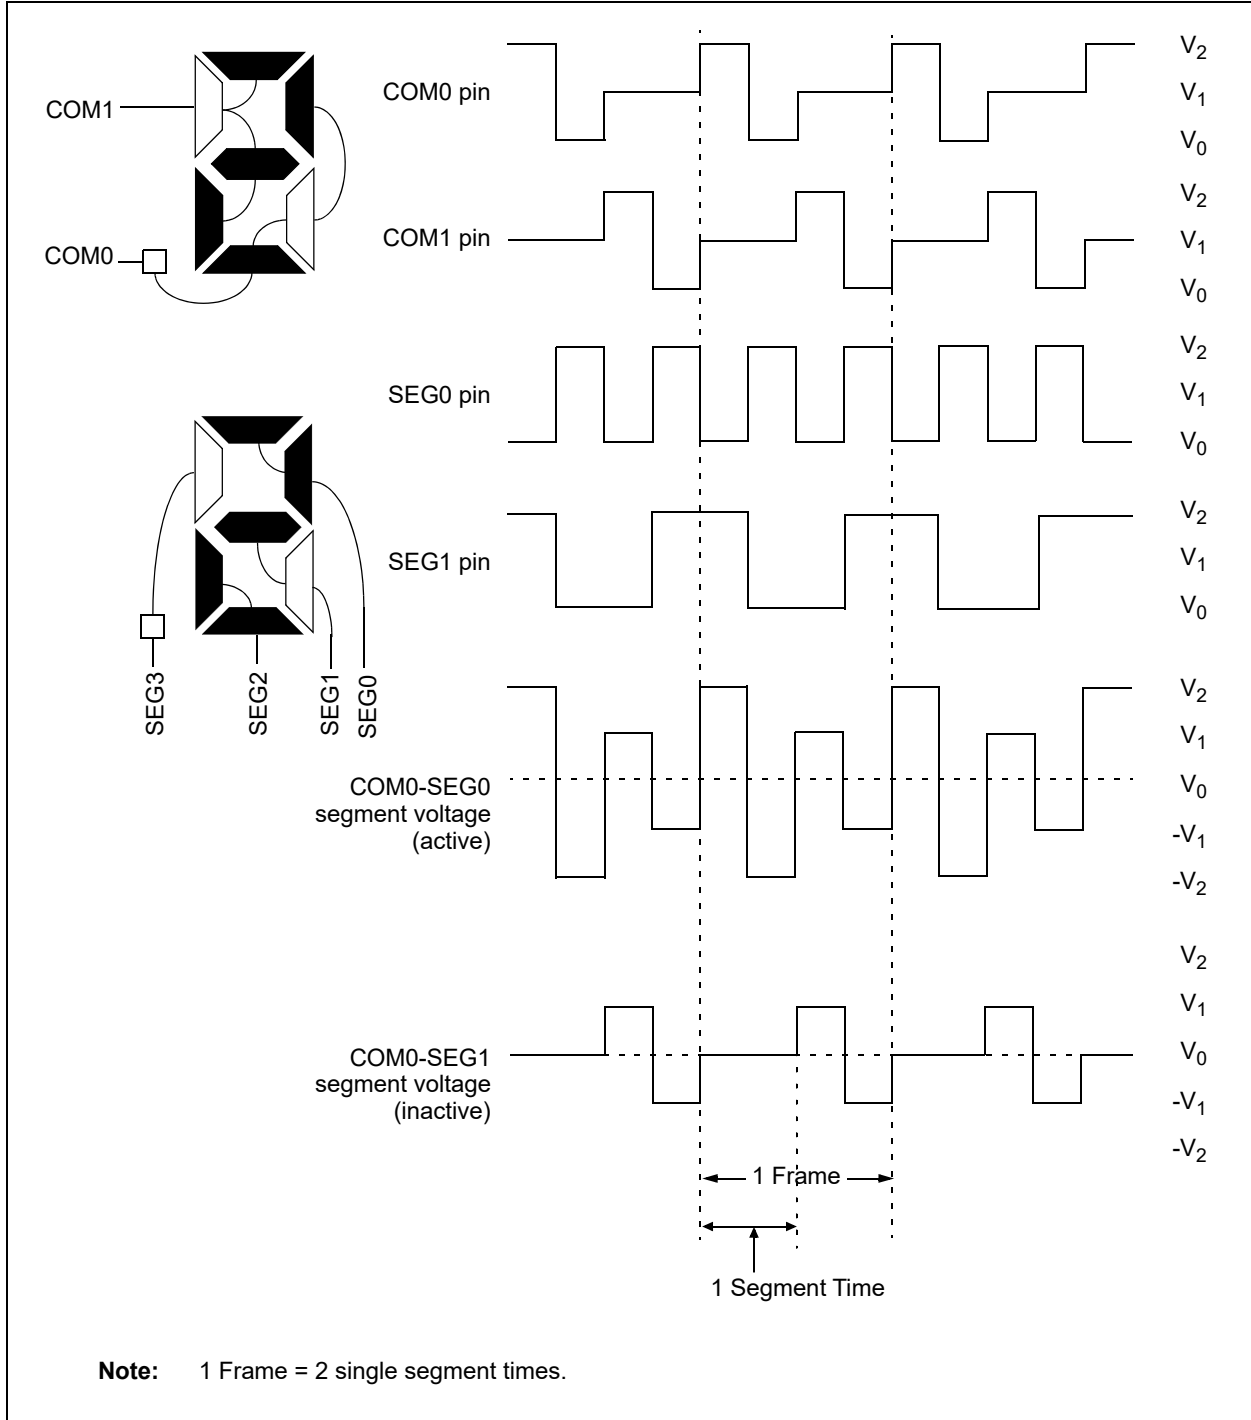 COM1
COM0
COM0 pin
V2
V1
V0
COM1 pin
V2
V1
V0
SEG0 pin
V2
V1
V0
SEG1 pin
V2
V1
V0
SEG3
SEG2
SEG1
SEG0
COM0-SEG0
segment voltage
(active)
V2
V1
V0
-V1
-V2
COM0-SEG1
segment voltage
(inactive)
V2
V1
V0
-V1
-V2
1 Frame
1 Segment Time
Note: 1 Frame = 2 single segment times.